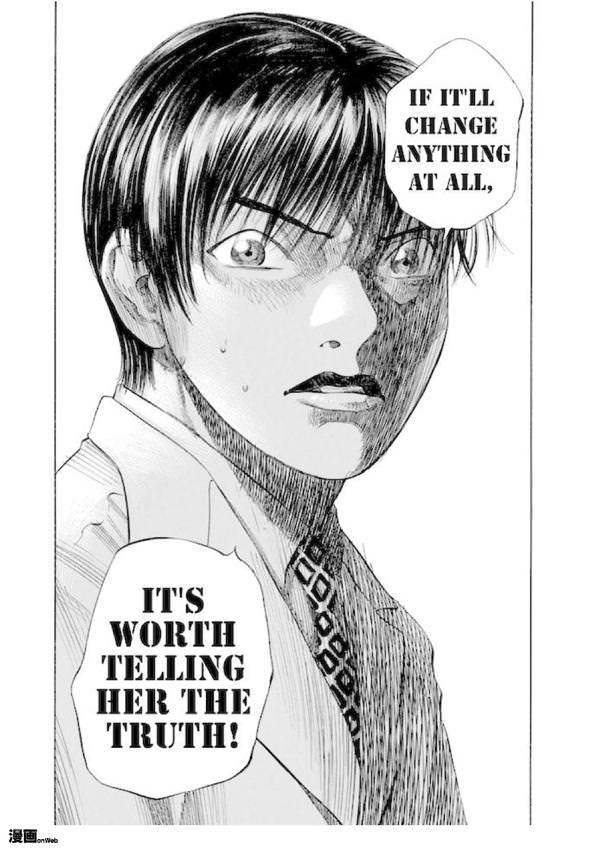 IF IT'LL
CHANGE
ANYTHING
AT ALL,
IT'S
WORTH
TELLING
HER THE
TRUTH!
漫画onWeb